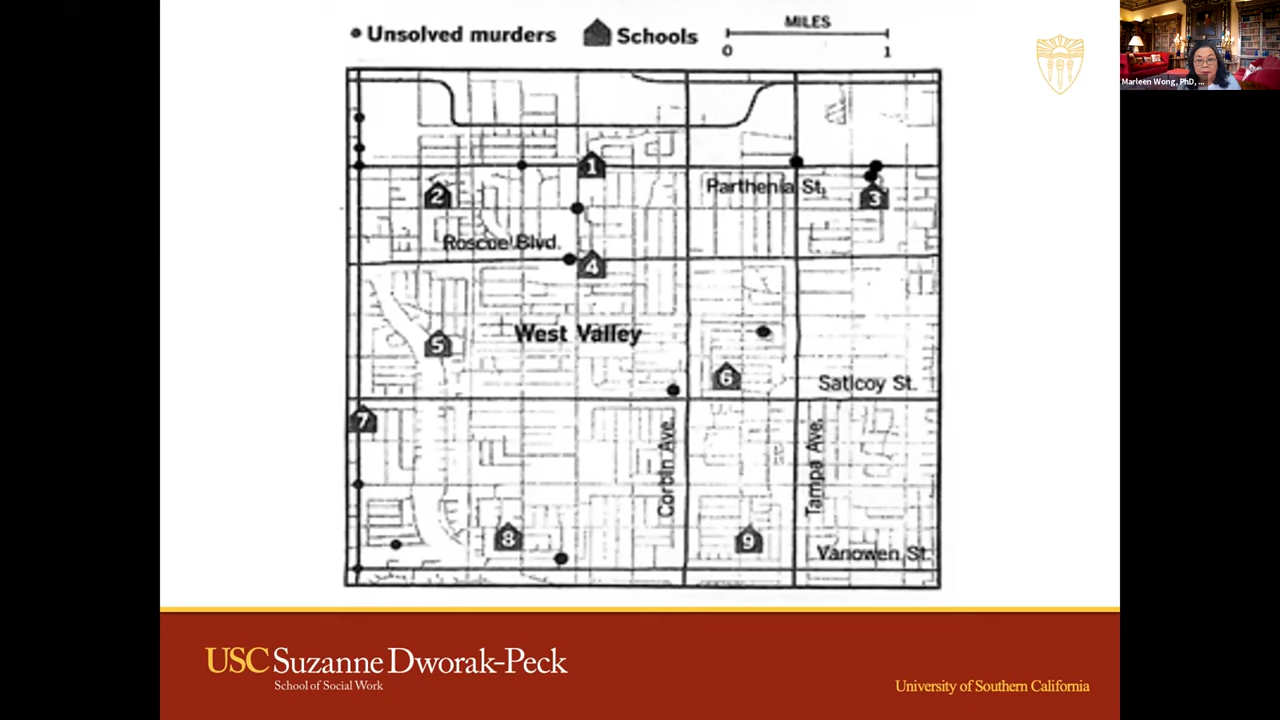 MILES
Unsolved murders
Schools
0
1
Marleen Wong, PhD, ...
1
2
Parthenia St.
3
Roscoe Blvd.
4
West Valley
5
6
Saticoy St.
7
Corbin Ave.
Tampa Ave.
8
9
Vanowen St.
USC Suzanne Dworak-Peck
School of Social Work
University of Southern California